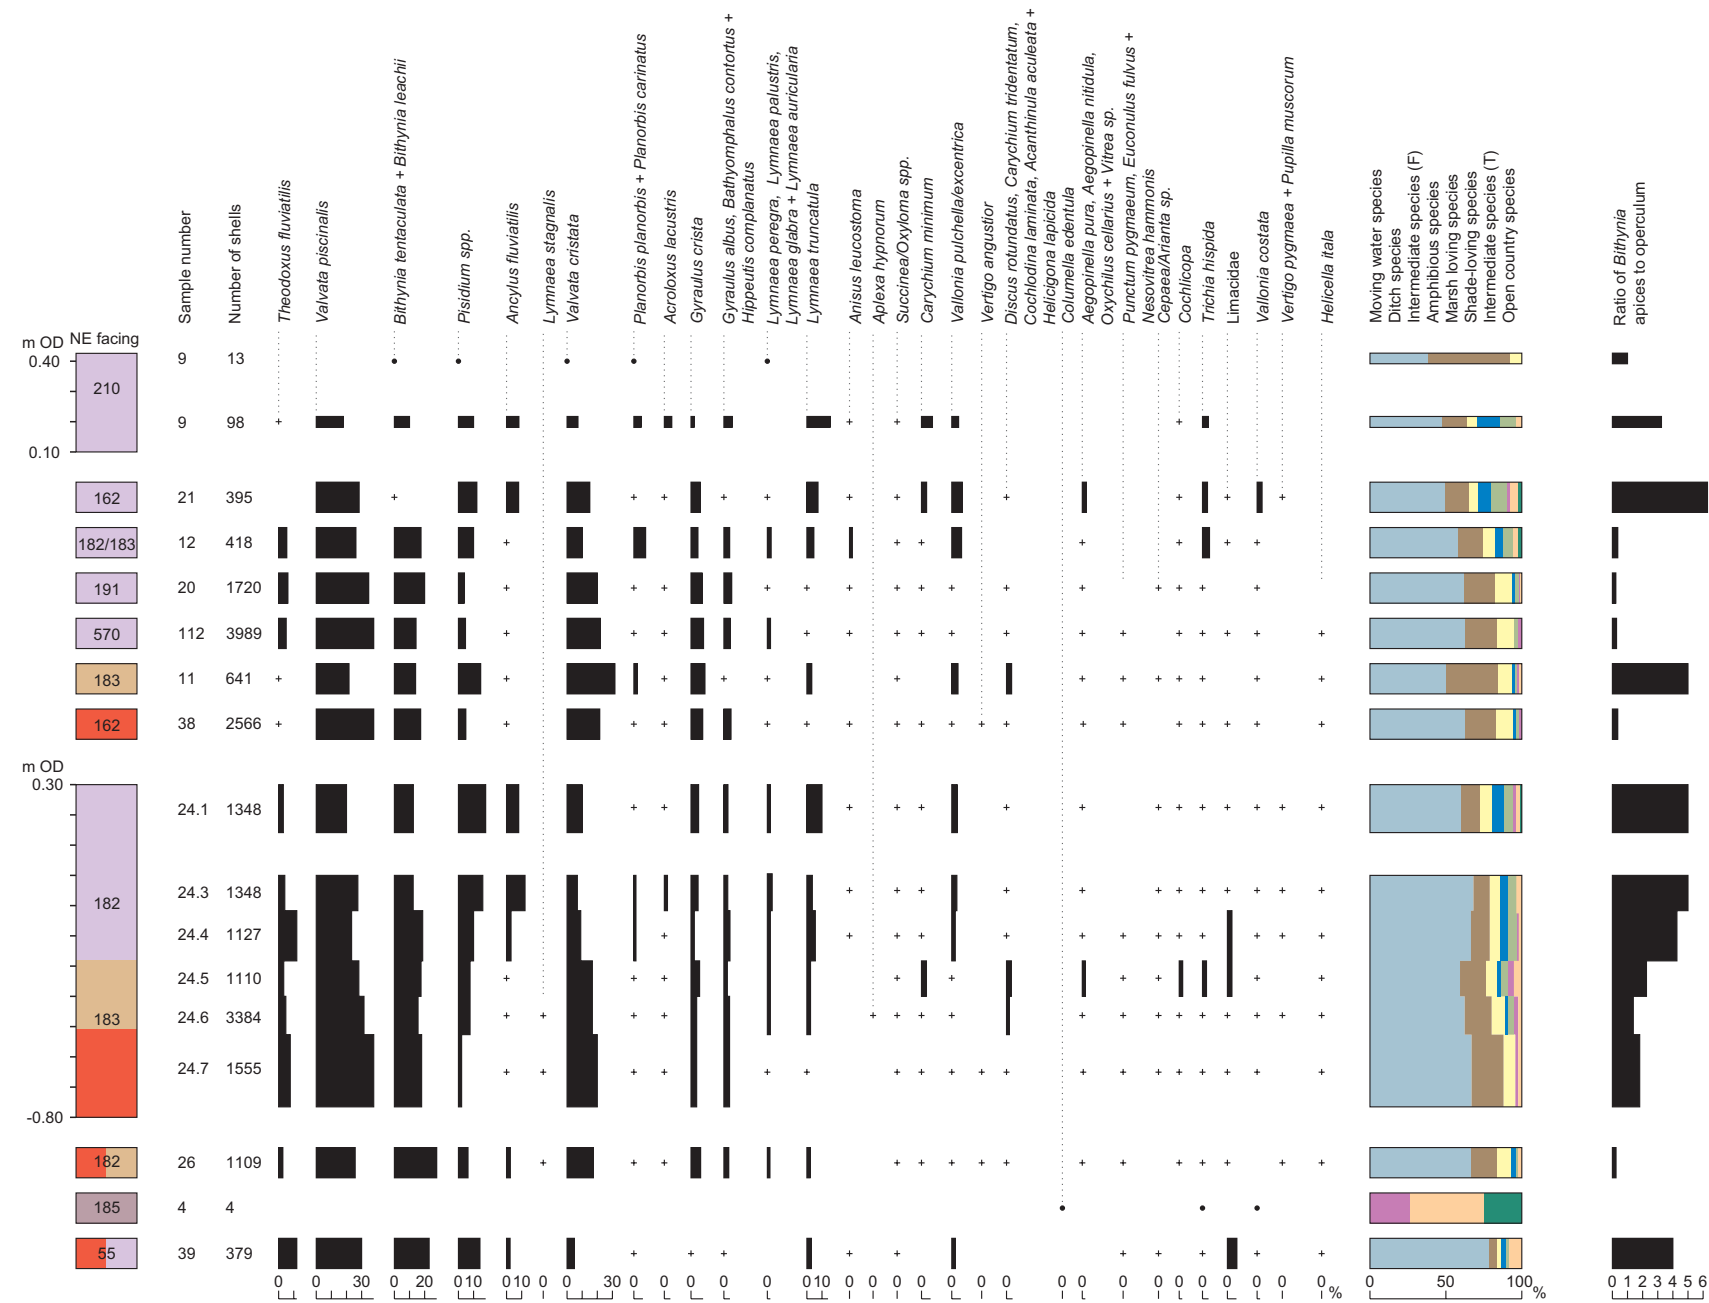 Sample number
Number of shells
Theodoxus fluviatilis
Valvata piscinalis
Bithynia tentaculata + Bithynia leachii
Pisidium spp.
Ancylus fluviatilis
Lymnaea stagnalis
Valvata cristata
Planorbis planorbis + Planorbis carinatus
Acroloxus lacustris
Gyraulus crista
Gyraulus albus, Bathyomphalus contortus +
Hippeutis complanatus
Lymnaea peregra, Lymnaea palustris,
Lymnaea glabra + Lymnaea auricularia
Lymnaea truncatula
Anisus leucostoma
Aplexa hypnorum
Succinea/Oxyloma spp.
Carychium minimum
Vallonia pulchella/excentrica
Vertigo angustior
Discus rotundatus, Carychium tridentatum,
Cochlodina laminata, Acanthinula aculeata +
Helicigona lapicida
Columella edentula
Aegopinella pura, Aegopinella nitidula,
Oxychilus cellarius + Vitrea sp.
Punctum pygmaeum, Euconulus fulvus +
Nesovitrea hammonis
Cepaea/Arianta sp.
Cochlicopa
Trichia hispida
Limacidae
Vallonia costata
Vertigo pygmaea + Pupilla muscorum
Helicella itala
Moving water species
Ditch species
Intermediate species (F)
Amphibious species
Marsh loving species
Shade-loving species
Intermediate species (T)
Open country species
Ratio of Bithynia
apices to operculum
m OD NE facing
0.40 210 9 13
9 98
0.10
162 21 395
182/183 12 418
191 20 1720
570 112 3989
183 11 641
162 38 2566
m OD
0.30
24.1 1348
182 24.3 1348
24.4 1127
24.5 1110
183 24.6 3384
24.7 1555
-0.80
182 26 1109
185 4 4
55 39 379
0 0 30 0 20 0 10 0 10 0 0 30 0 0 0 0 0 0 10 0 0 0 0 0 0 0 0 0 0 0 0 0 0 0 0 0 % 0 50 100 % 0 1 2 3 4 5 6